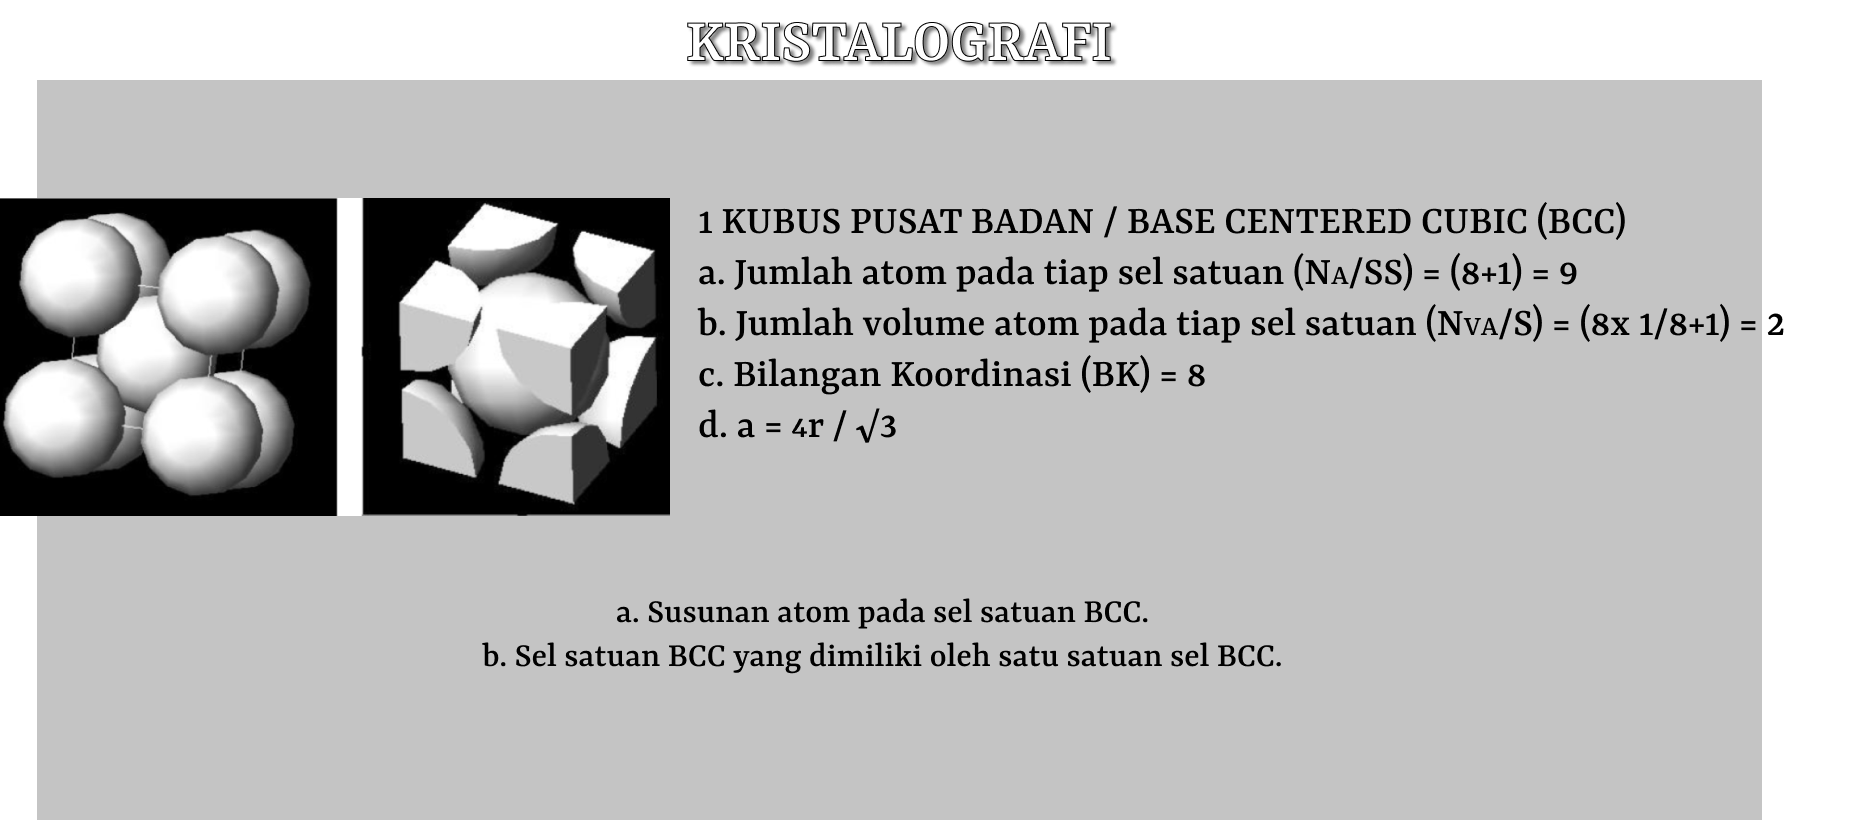 KRISTALOGRAFI
1 KUBUS PUSAT BADAN / BASE CENTERED CUBIC (BCC)
a. Jumlah atom pada tiap sel satuan (NA/SS) = (8+1) = 9
b. Jumlah volume atom pada tiap sel satuan (NVA/S) = (8x 1/8+1) = 2
c. Bilangan Koordinasi (BK) = 8
d. a = 4r / √3
a. Susunan atom pada sel satuan BCC.
b. Sel satuan BCC yang dimiliki oleh satu satuan sel BCC.